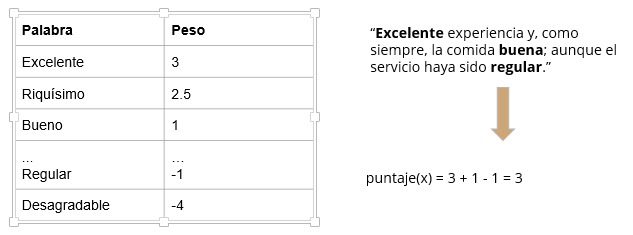 Palabra Peso
Excelente 3
Riquísimo 2.5
Bueno 1
... ...
Regular -1
Desagradable -4
“Excelente experiencia y, como
siempre, la comida buena; aunque el
servicio haya sido regular.”
puntaje(x) = 3 + 1 - 1 = 3